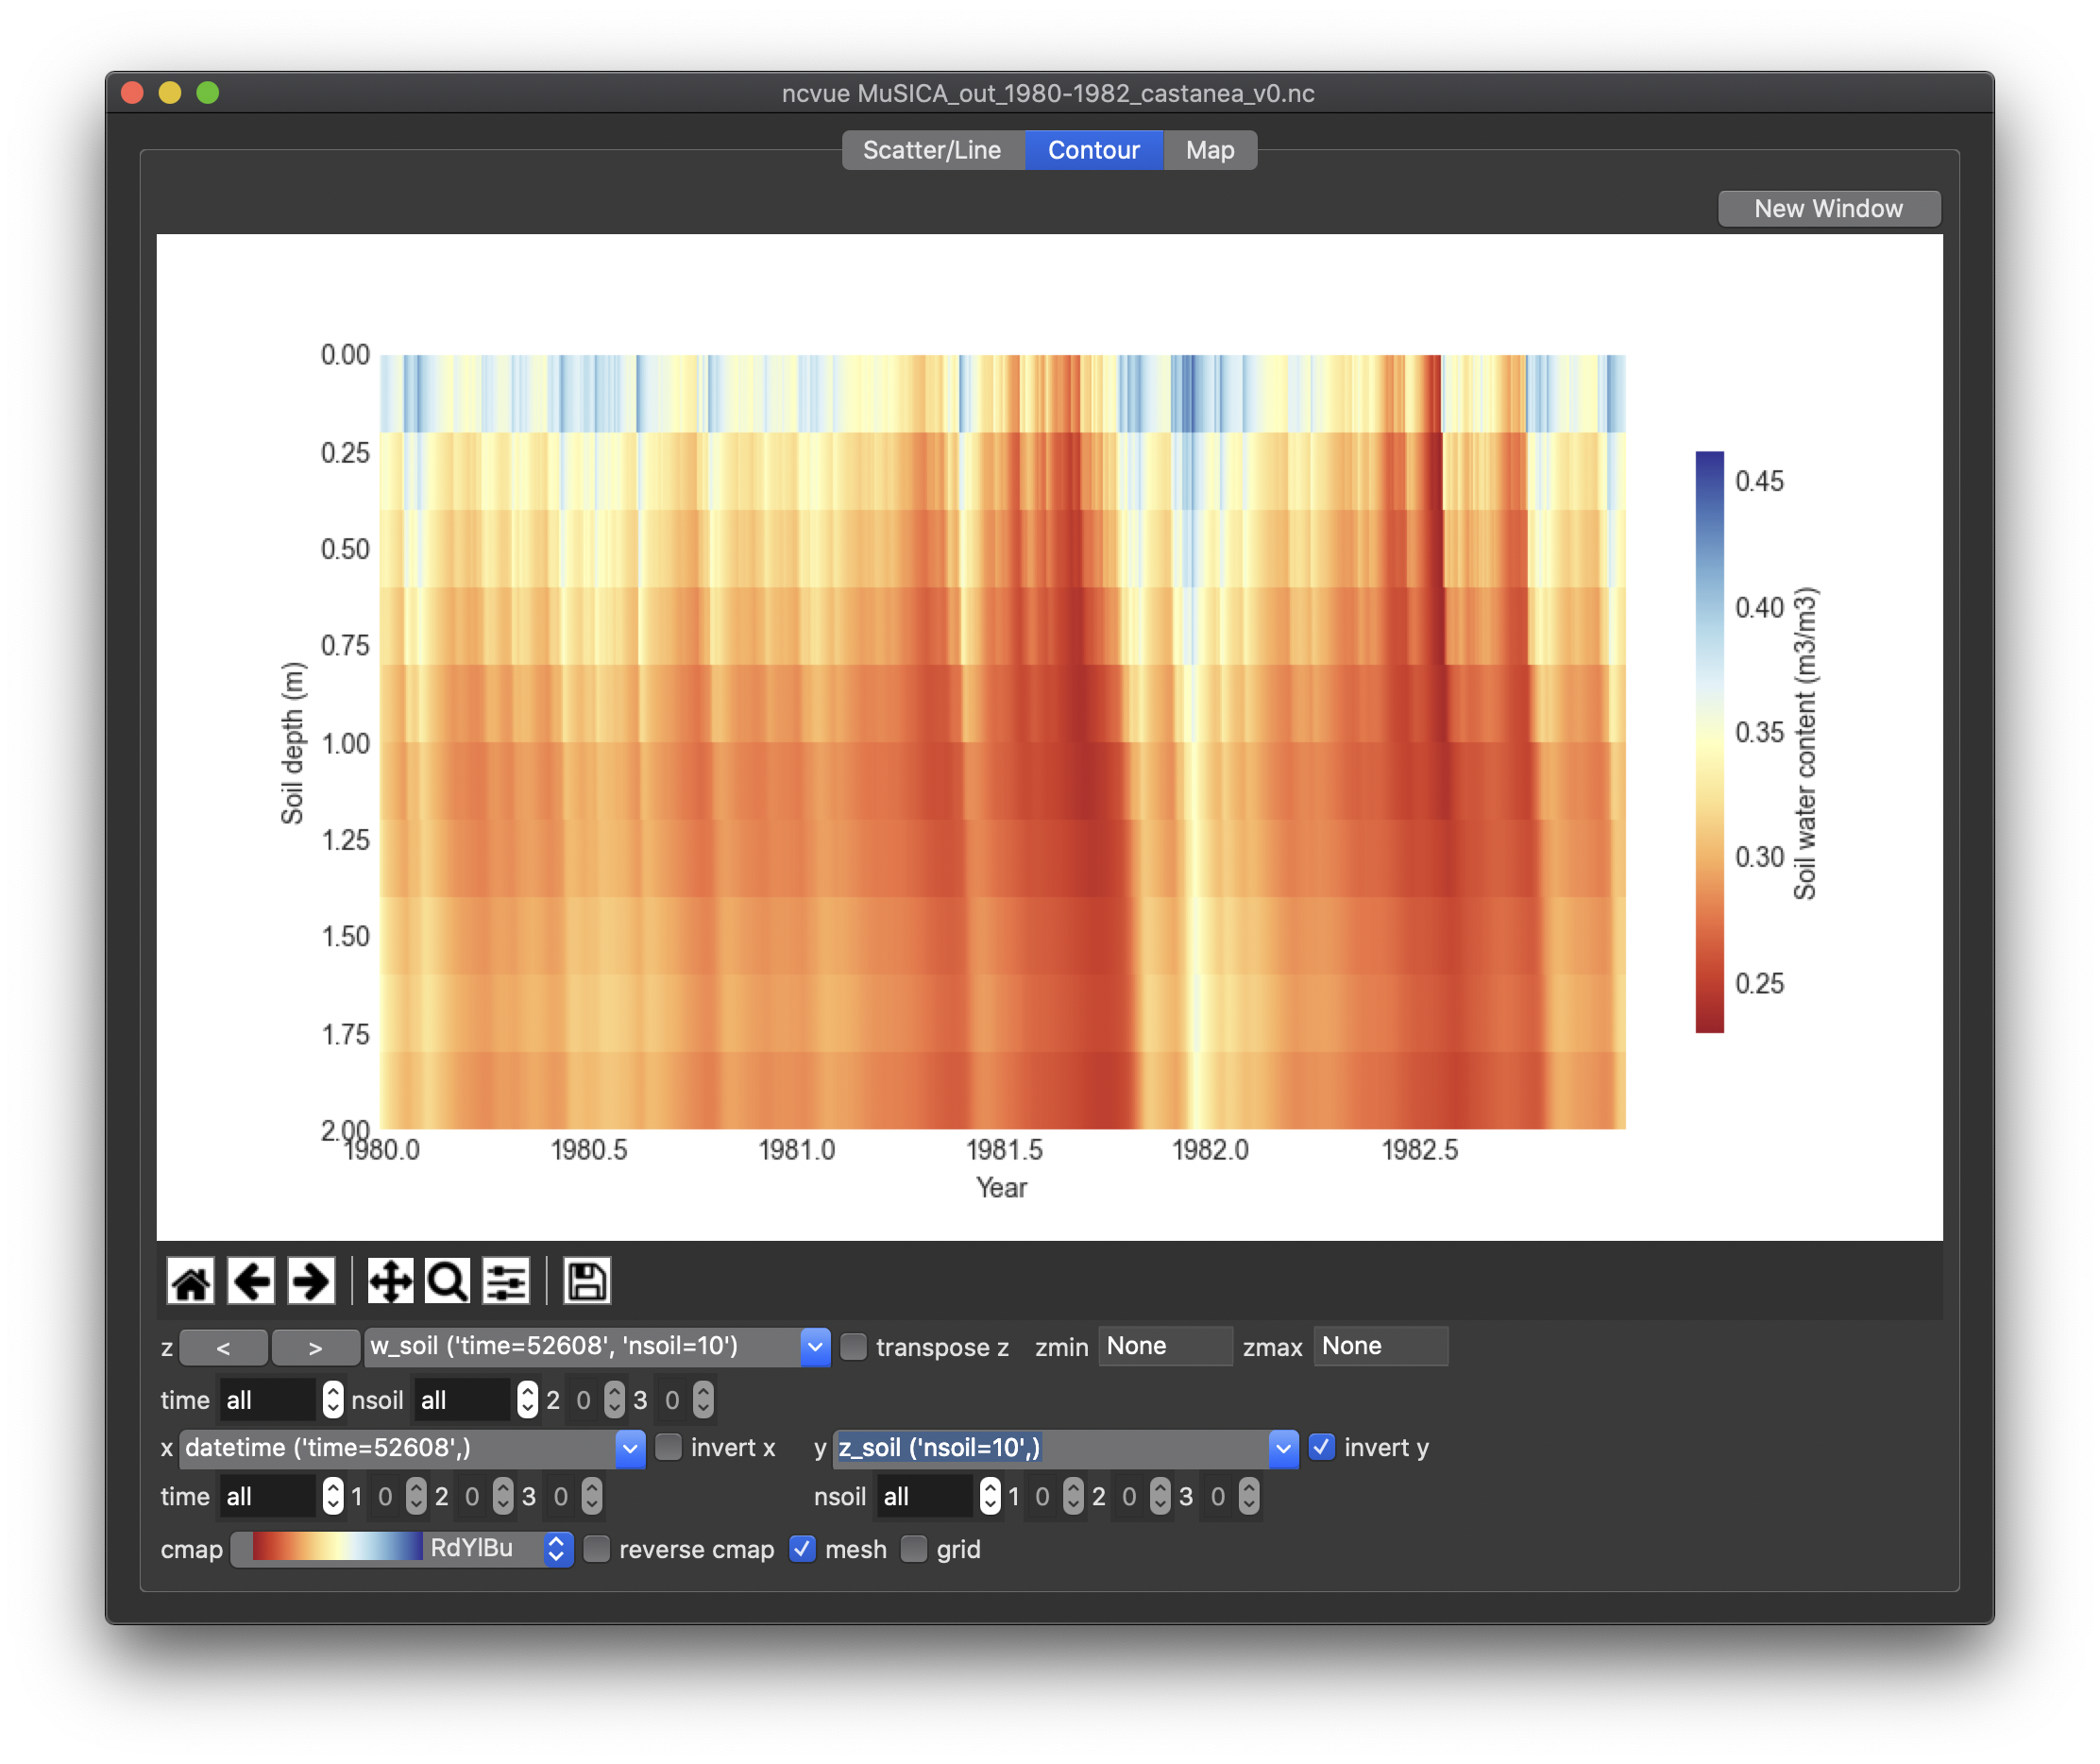 ncvue MuSICA_out_1980-1982_castanea_v0.nc
Scatter/Line Contour Map
New Window
0.00
0.25
0.50
0.75
1.00
1.25
1.50
1.75
2.00
Soil depth (m)
1980.0 1980.5 1981.0 1981.5 1982.0 1982.5
Year
0.45
0.40
0.35
0.30
0.25
Soil water content (m3/m3)
z < > w_soil ('time=52608', 'nsoil=10') transpose z zmin None zmax None
time all nsoil all 2 0 3 0
x datetime ('time=52608',) invert x y z_soil ('nsoil=10',) invert y
time all 1 0 2 0 3 0 nsoil all 1 0 2 0 3 0
cmap RdYlBu reverse cmap mesh grid